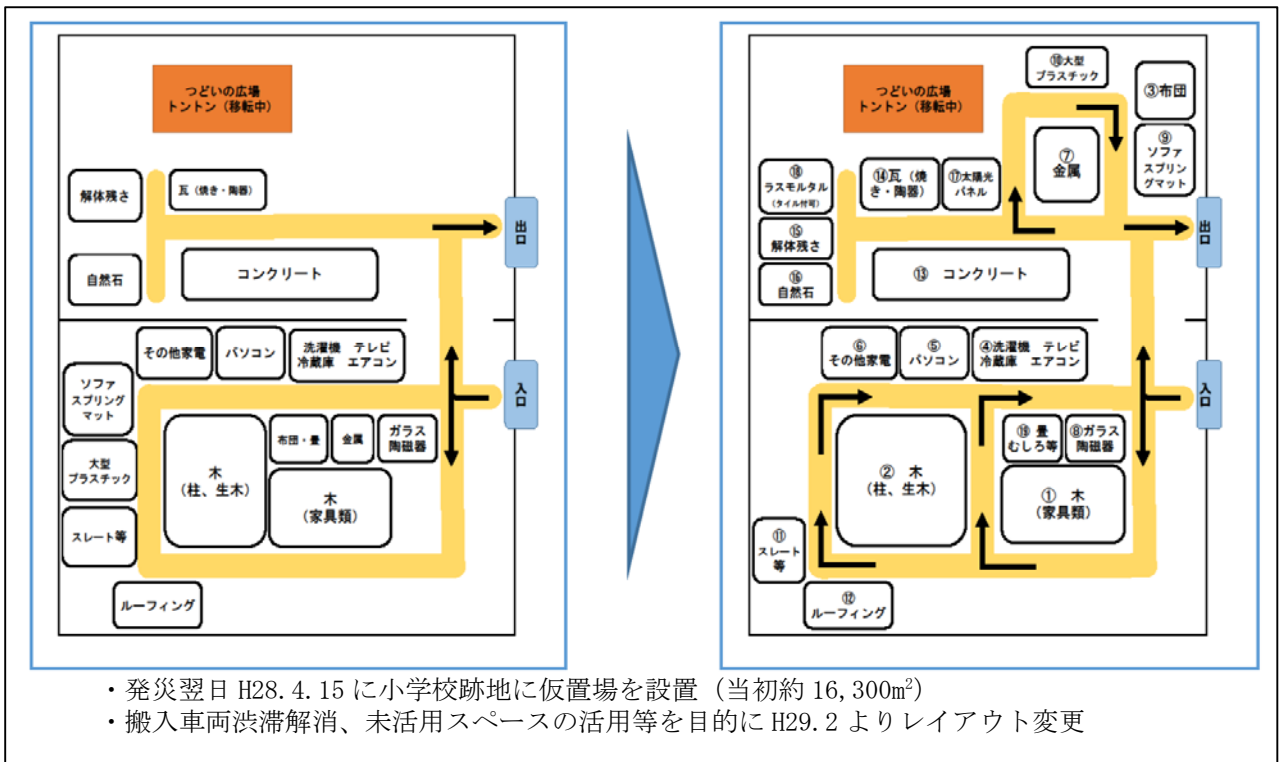 つどいの広場
トントン（移転中）
解体残さ
瓦（焼き・陶器）
出口
自然石
コンクリート
その他家電
パソコン
洗濯機　テレビ
冷蔵庫　エアコン
入口
ソファ
スプリング
マット
布団・畳
金属
ガラス
陶磁器
木
（柱、生木）
大型
プラスチック
木
（家具類）
スレート等
ルーフィング
つどいの広場
トントン（移転中）
⑩大型
プラスチック
③布団
⑦
金属
⑨
ソファ
スプリン
グマット
⑱
ラスモルタル
（タイル付可）
⑭瓦（焼
き・陶器）
⑰太陽光
パネル
出口
⑮
解体残さ
⑯
自然石
⑬　コンクリート
⑥
その他家電
⑤
パソコン
④洗濯機　テレビ
冷蔵庫　エアコン
入口
⑲　畳
むしろ等
⑧ガラス
陶磁器
②　木
（柱、生木）
①　木
（家具類）
⑪
スレート
等
⑫
ルーフィング
・発災翌日 H28.4.15 に小学校跡地に仮置場を設置（当初約 16,300m²）
・搬入車両渋滞解消、未活用スペースの活用等を目的に H29.2 よりレイアウト変更